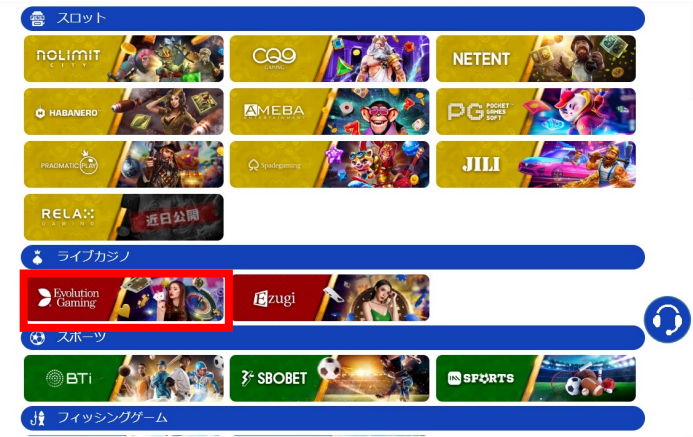 スロット
NOLIMIT
CITY
CQ9
GAMING
NETENT
HABANERO
AMEBA
ENTERTAINMENT
PG POCKET GAMES SOFT
PRAGMATIC PLAY
Spadegaming
JILI
RELAX
GAMING
近日公開
ライブカジノ
Evolution
Gaming
Ezugi
スポーツ
BTi
SBOBET
IM SPORTS
フィッシングゲーム